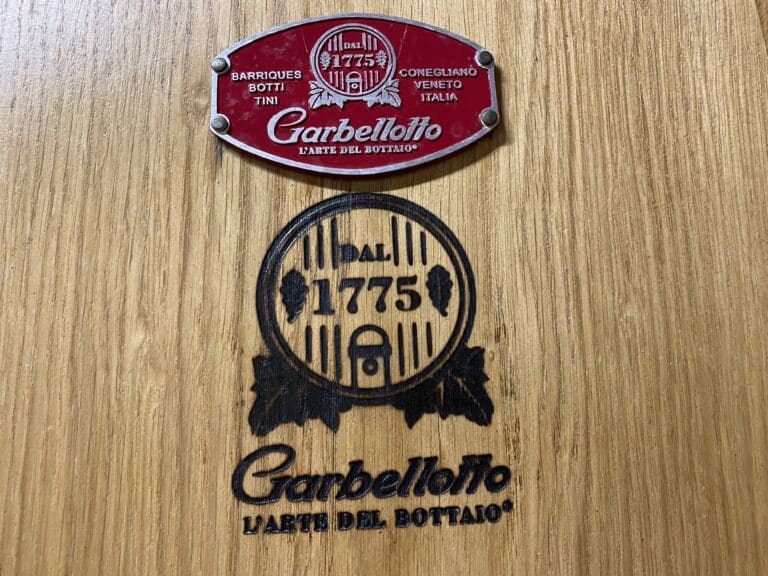 DAL
1775
BARRIQUES
BOTTI
TINI
CONEGLIANO
VENETO
ITALIA
Garbellotto
L'ARTE DEL BOTTAIO®
DAL
1775
Garbellotto
L'ARTE DEL BOTTAIO®